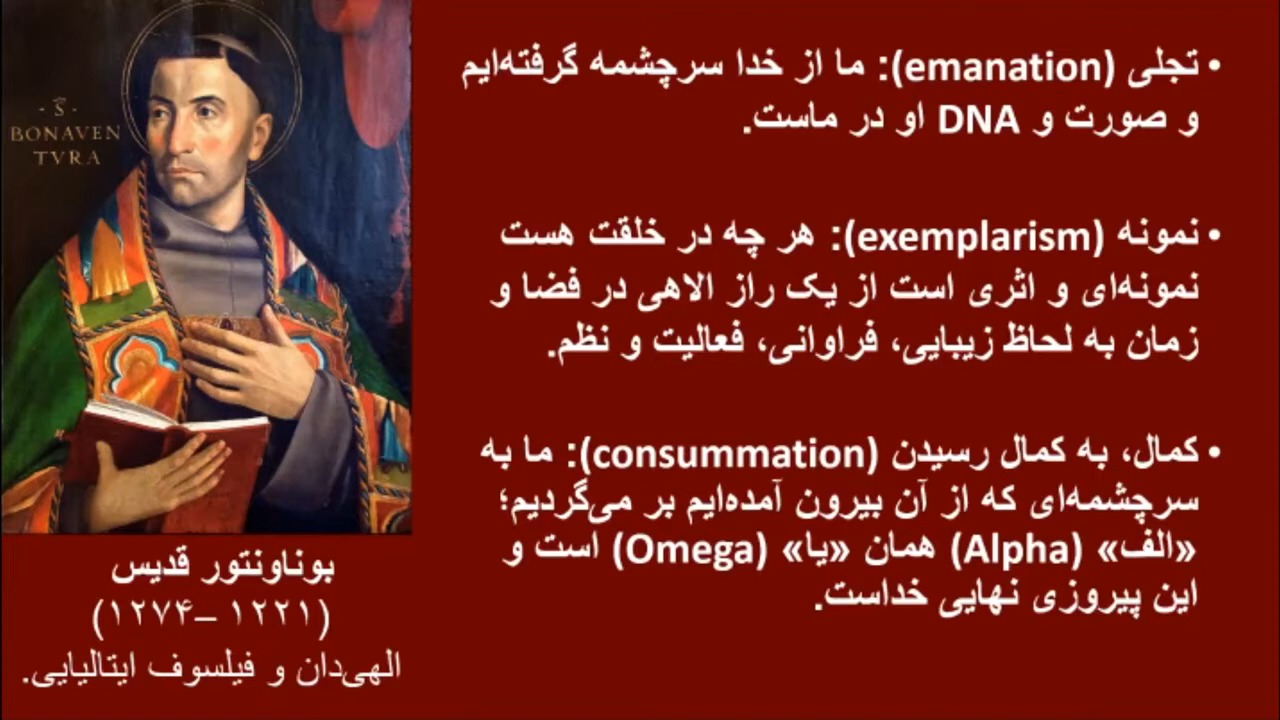 · S̃ ·
BONAVEN
TVRA
• تجلی (emanation): ما از خدا سرچشمه گرفته‌ایم
و صورت و DNA او در ماست.
• نمونه (exemplarism): هر چه در خلقت هست
نمونه‌ای و اثری است از یک راز الاهی در فضا و
زمان به لحاظ زیبایی، فراوانی، فعالیت و نظم.
• کمال، به کمال رسیدن (consummation): ما به
سرچشمه‌ای که از آن بیرون آمده‌ایم بر می‌گردیم؛
«الف» (Alpha) همان «یا» (Omega) است و
این پیروزی نهایی خداست.
بوناونتور قدیس
(۱۲۲۱ –۱۲۷۴)
الهی‌دان و فیلسوف ایتالیایی.